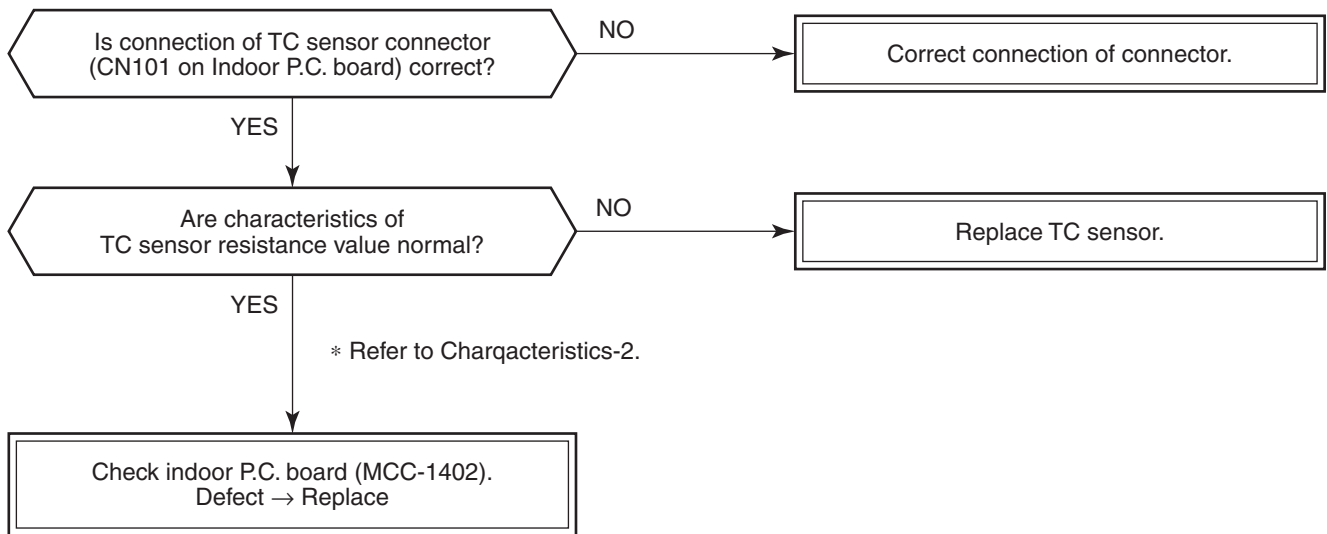 Is connection of TC sensor connector
(CN101 on Indoor P.C. board) correct?
NO
Correct connection of connector.
YES
Are characteristics of
TC sensor resistance value normal?
NO
Replace TC sensor.
YES
* Refer to Charqacteristics-2.
Check indoor P.C. board (MCC-1402).
Defect → Replace